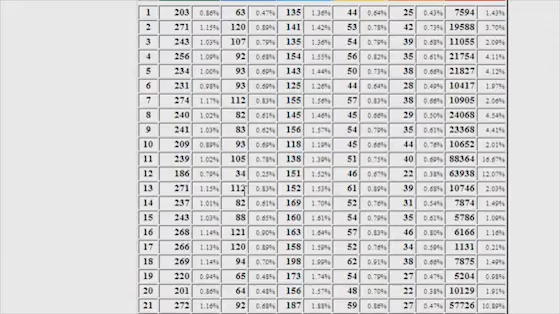 1 203 0.86% 63 0.47% 135 1.36% 44 0.64% 25 0.43% 7594 1.43%
2 271 1.15% 120 0.89% 141 1.42% 53 0.78% 42 0.73% 19588 3.70%
3 243 1.03% 107 0.79% 135 1.36% 54 0.79% 39 0.68% 11055 2.09%
4 256 1.09% 92 0.68% 154 1.55% 56 0.82% 35 0.61% 21754 4.11%
5 234 1.00% 93 0.69% 143 1.44% 50 0.73% 38 0.66% 21827 4.12%
6 231 0.98% 93 0.69% 125 1.26% 44 0.64% 28 0.49% 10417 1.97%
7 274 1.17% 112 0.83% 155 1.56% 57 0.83% 38 0.66% 10905 2.06%
8 240 1.02% 82 0.61% 145 1.46% 45 0.66% 29 0.50% 24068 4.54%
9 241 1.03% 83 0.62% 156 1.57% 54 0.79% 35 0.61% 23368 4.41%
10 209 0.89% 93 0.69% 118 1.19% 45 0.66% 44 0.76% 10652 2.01%
11 239 1.02% 105 0.78% 138 1.39% 51 0.75% 40 0.69% 88364 16.67%
12 186 0.79% 34 0.25% 151 1.52% 46 0.67% 22 0.38% 63938 12.07%
13 271 1.15% 112 0.83% 152 1.53% 61 0.89% 39 0.68% 10746 2.03%
14 237 1.01% 82 0.61% 169 1.70% 52 0.76% 31 0.54% 7874 1.49%
15 243 1.03% 88 0.65% 160 1.61% 54 0.79% 35 0.61% 5786 1.09%
16 268 1.14% 121 0.90% 163 1.64% 57 0.83% 46 0.80% 6166 1.16%
17 266 1.13% 120 0.89% 158 1.59% 52 0.76% 34 0.59% 1131 0.21%
18 269 1.14% 94 0.70% 198 1.99% 62 0.91% 38 0.66% 7875 1.49%
19 220 0.94% 65 0.48% 173 1.74% 54 0.79% 27 0.47% 5204 0.98%
20 201 0.86% 64 0.48% 156 1.57% 48 0.70% 22 0.38% 10129 1.91%
21 272 1.16% 92 0.68% 187 1.88% 59 0.86% 27 0.47% 57726 10.89%